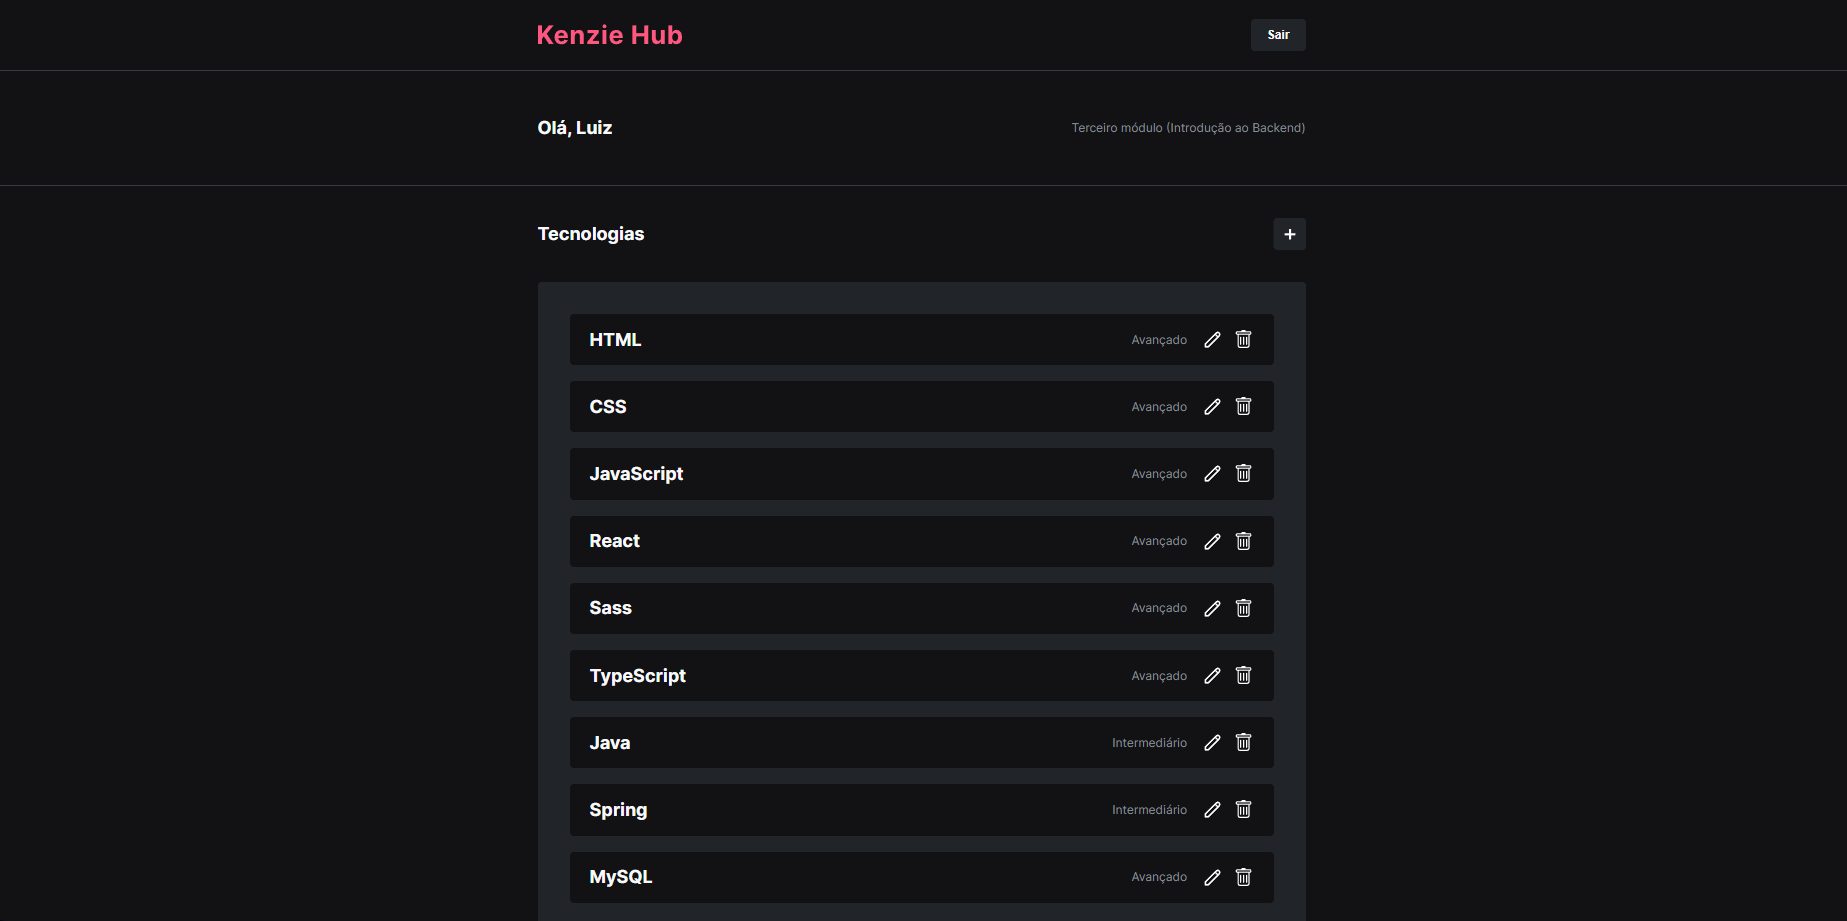 Kenzie Hub
Sair
Olá, Luiz
Terceiro módulo (Introdução ao Backend)
Tecnologias
+
HTML
Avançado
CSS
Avançado
JavaScript
Avançado
React
Avançado
Sass
Avançado
TypeScript
Avançado
Java
Intermediário
Spring
Intermediário
MySQL
Avançado